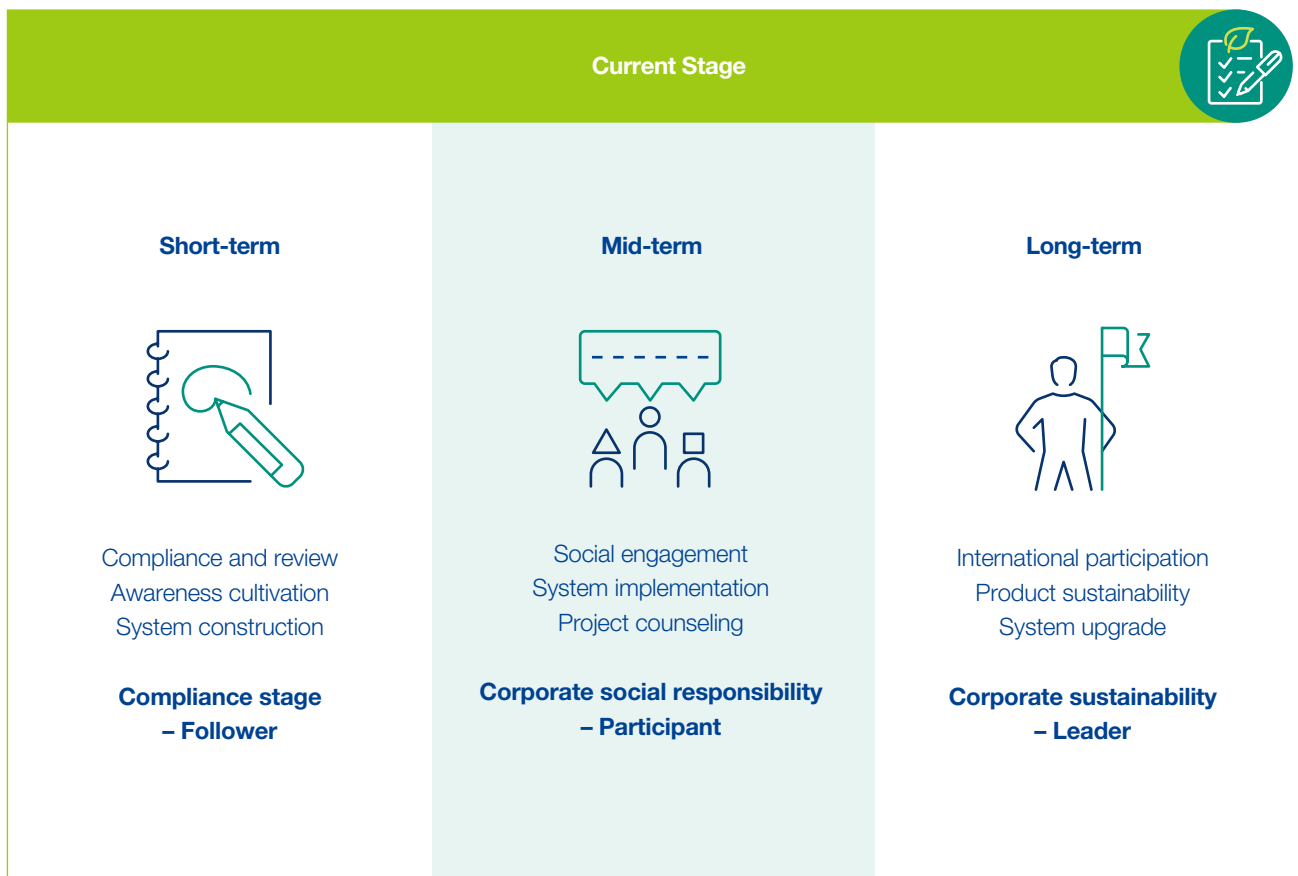 Current Stage
Short-term
Compliance and review
Awareness cultivation
System construction
Compliance stage
– Follower
Mid-term
Social engagement
System implementation
Project counseling
Corporate social responsibility
– Participant
Long-term
International participation
Product sustainability
System upgrade
Corporate sustainability
– Leader